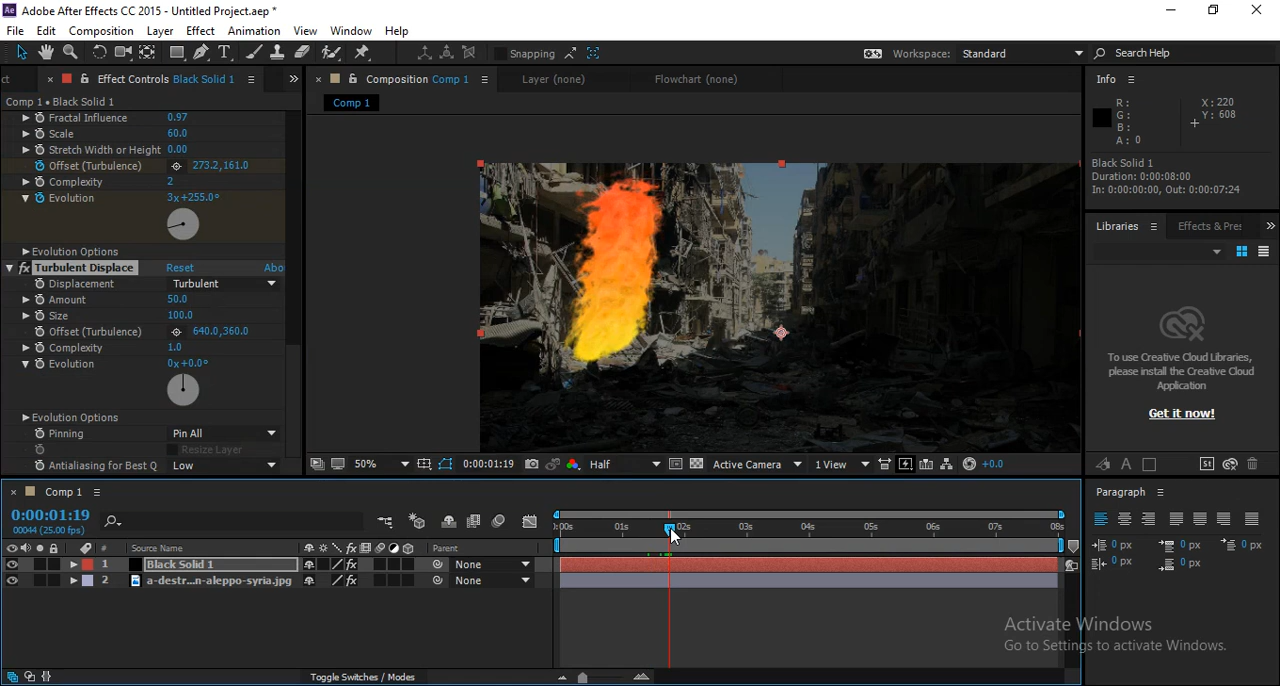 Adobe After Effects CC 2015 - Untitled Project.aep *
File Edit Composition Layer Effect Animation View Window Help
Snapping
Workspace: Standard
Search Help
ct × Effect Controls Black Solid 1
Comp 1 • Black Solid 1
Fractal Influence 0.97
Scale 60.0
Stretch Width or Height 0.00
Offset (Turbulence) 273.2,161.0
Complexity 2
Evolution 3x+255.0°
Evolution Options
fx Turbulent Displace Reset Abo
Displacement Turbulent
Amount 50.0
Size 100.0
Offset (Turbulence) 640.0,360.0
Complexity 1.0
Evolution 0x+0.0°
Evolution Options
Pinning Pin All
Resize Layer
Antialiasing for Best Q Low
× Composition Comp 1
Layer (none)
Flowchart (none)
Comp 1
50% 0:00:01:19 Half Active Camera 1 View +0.0
Info
R:
G:
B:
A: 0
X: 220
Y: 608
Black Solid 1
Duration: 0:00:08:00
In: 0:00:00:00, Out: 0:00:07:24
Libraries
Effects & Pre:
To use Creative Cloud Libraries,
please install the Creative Cloud
Application
Get it now!
St
× Comp 1
0:00:01:19
00044 (25.00 fps)
# Source Name Parent
1 Black Solid 1 None
2 a-destr...n-aleppo-syria.jpg None
):00s 01s 02s 03s 04s 05s 06s 07s 08s
Toggle Switches / Modes
Paragraph
0 px 0 px 0 px
0 px 0 px
Activate Windows
Go to Settings to activate Windows.